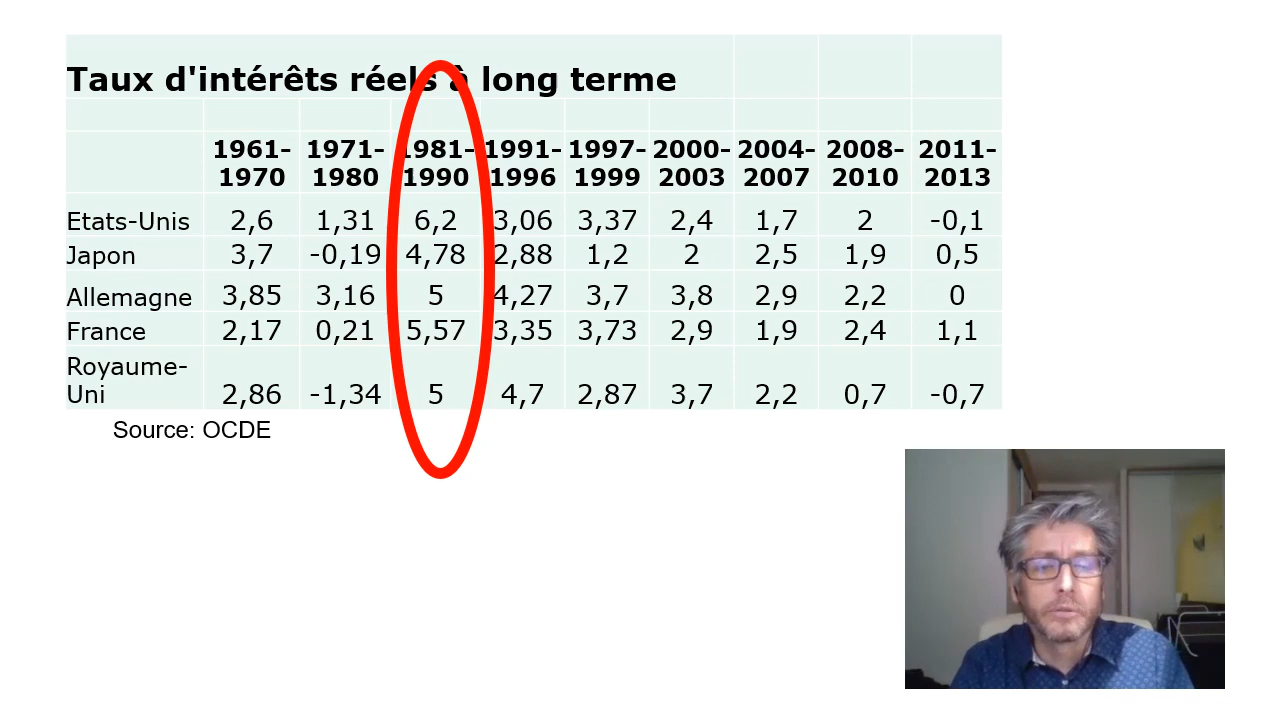 Taux d'intérêts réels à long terme
1961-1970 1971-1980 1981-1990 1991-1996 1997-1999 2000-2003 2004-2007 2008-2010 2011-2013
Etats-Unis 2,6 1,31 6,2 3,06 3,37 2,4 1,7 2 -0,1
Japon 3,7 -0,19 4,78 2,88 1,2 2 2,5 1,9 0,5
Allemagne 3,85 3,16 5 4,27 3,7 3,8 2,9 2,2 0
France 2,17 0,21 5,57 3,35 3,73 2,9 1,9 2,4 1,1
Royaume-
Uni 2,86 -1,34 5 4,7 2,87 3,7 2,2 0,7 -0,7
Source: OCDE